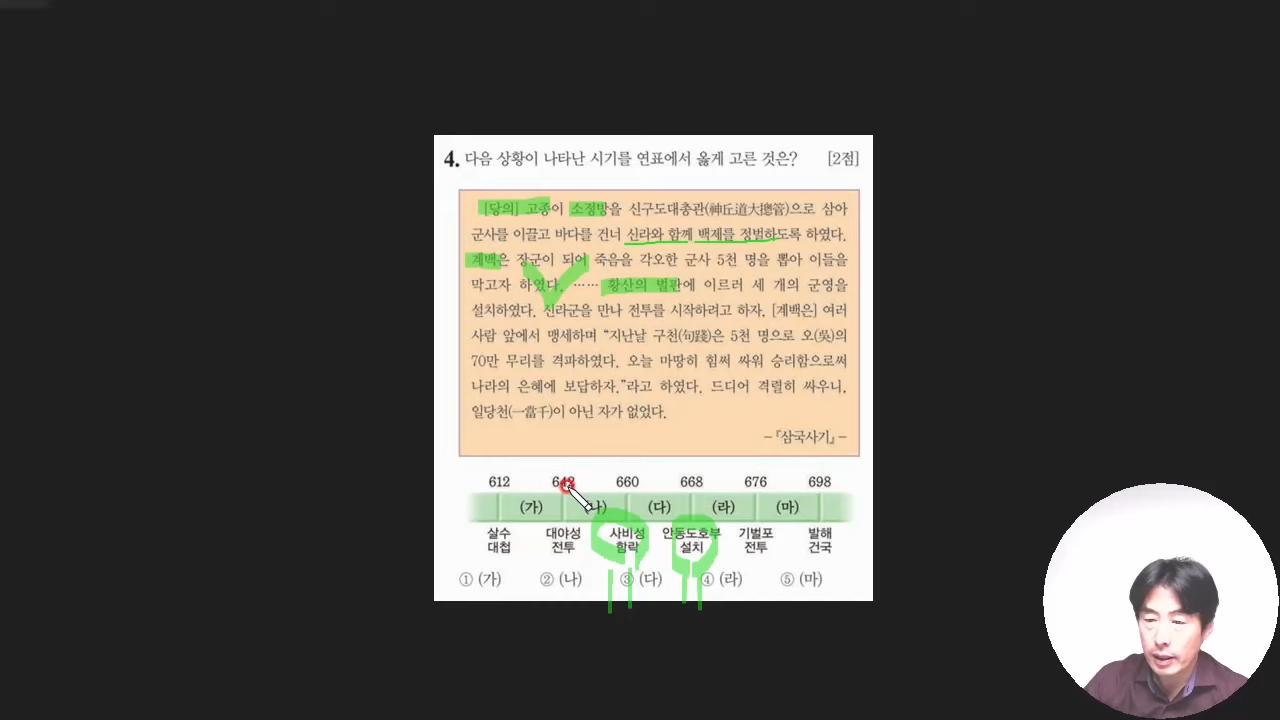 4. 다음 상황이 나타난 시기를 연표에서 옳게 고른 것은? [2점]
[당의] 고종이 소정방을 신구도대총관(神丘道大摠管)으로 삼아
군사를 이끌고 바다를 건너 신라와 함께 백제를 정벌하도록 하였다.
계백은 장군이 되어 죽음을 각오한 군사 5천 명을 뽑아 이들을
막고자 하였다. …… 황산의 벌판에 이르러 세 개의 군영을
설치하였다. 신라군을 만나 전투를 시작하려고 하자, [계백은] 여러
사람 앞에서 맹세하며 “지난날 구천(句踐)은 5천 명으로 오(吳)의
70만 무리를 격파하였다. 오늘 마땅히 힘써 싸워 승리함으로써
나라의 은혜에 보답하자.”라고 하였다. 드디어 격렬히 싸우니,
일당천(一當千)이 아닌 자가 없었다.
-『삼국사기』-
612 642 660 668 676 698
(가) (나) (다) (라) (마)
살수 대야성 사비성 안동도호부 기벌포 발해
대첩 전투 함락 설치 전투 건국
① (가) ② (나) ③ (다) ④ (라) ⑤ (마)